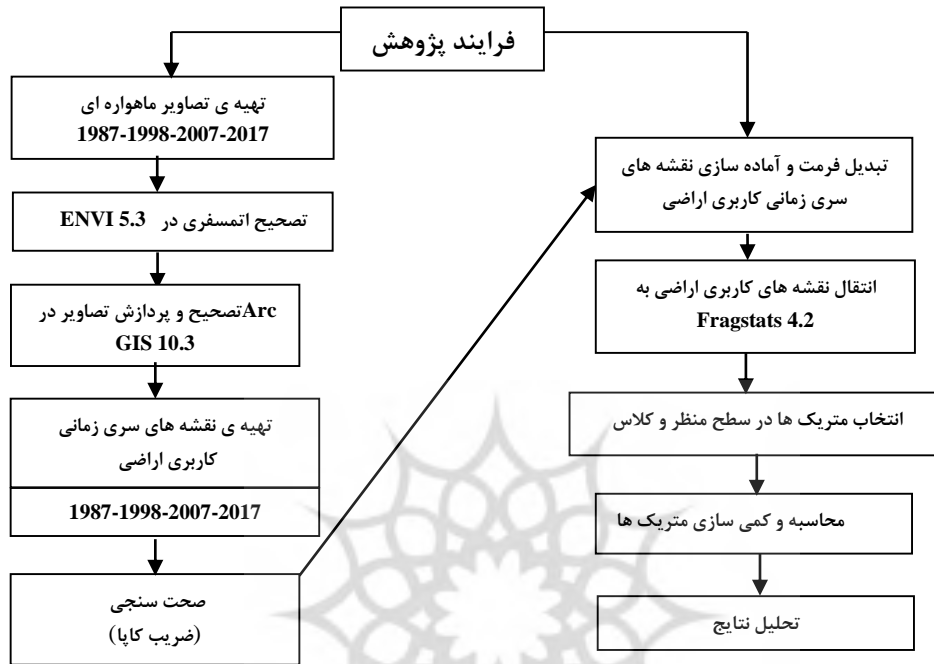 فرایند پژوهش
تهیه ی تصاویر ماهواره ای
1987-1998-2007-2017
تصحیح اتمسفری در ENVI 5.3
Arcتصحیح و پردازش تصاویر در
GIS 10.3
تهیه ی نقشه های سری زمانی
کاربری اراضی
1987-1998-2007-2017
صحت سنجی
(ضریب کاپا)
تبدیل فرمت و آماده سازی نقشه های
سری زمانی کاربری اراضی
انتقال نقشه های کاربری اراضی به
Fragstats 4.2
انتخاب متریک ها در سطح منظر و کلاس
محاسبه و کمی سازی متریک ها
تحلیل نتایج